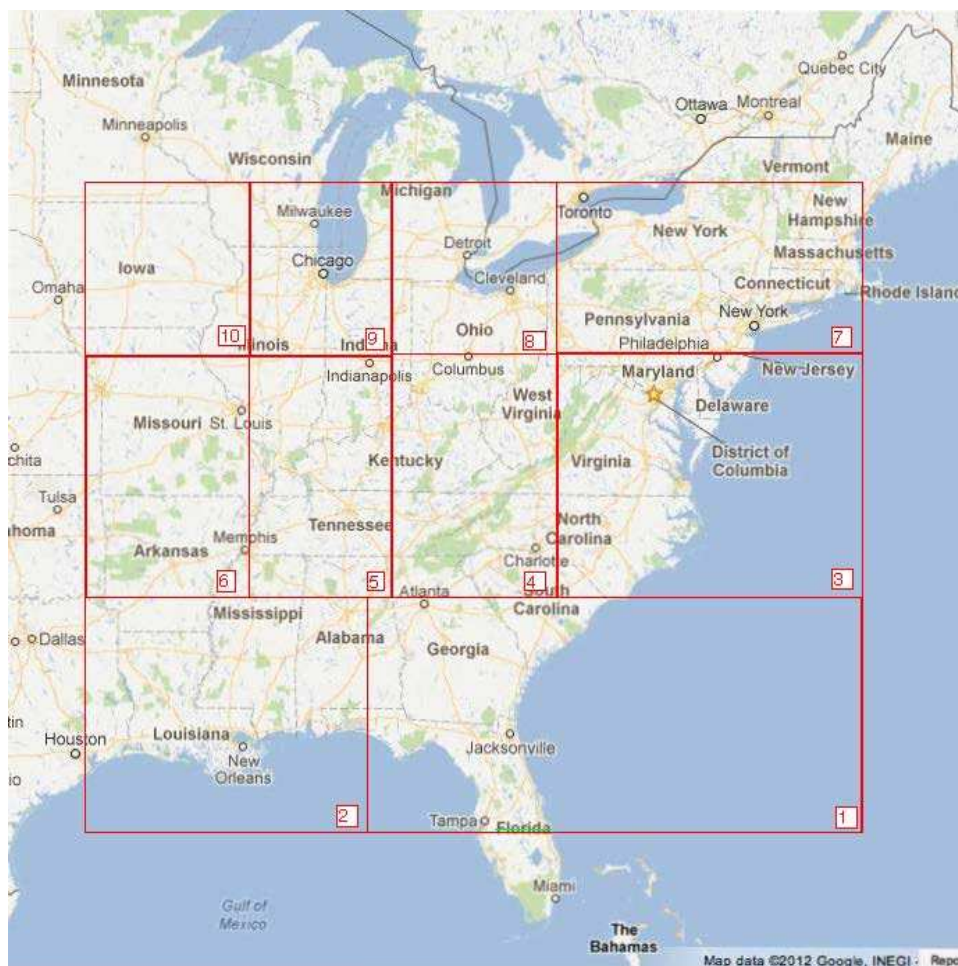 Quebec City
Minnesota
Ottawa
Montreal
Minneapolis
Maine
Wisconsin
Vermont
Michigan
New
Hampshire
Toronto
Milwaukee
New York
Detroit
Massachusetts
Chicago
Iowa
Cleveland
Connecticut
Omaha
Rhode Island
New York
Pennsylvania
Ohio
10
9
8
7
Illinois
Indiana
Philadelphia
Indianapolis
Columbus
Maryland
New Jersey
West
Virginia
Delaware
Missouri
St. Louis
District of
Columbia
chita
Kentucky
Virginia
Tulsa
Tennessee
North
Carolina
homa
Arkansas
Memphis
Charlotte
6
5
4
3
Atlanta
South
Carolina
Mississippi
Alabama
Dallas
Georgia
tin
Louisiana
Houston
Jacksonville
New
Orleans
io
2
1
Tampa
Florida
Miami
Gulf of
Mexico
The
Bahamas
Map data ©2012 Google, INEGI - Repo